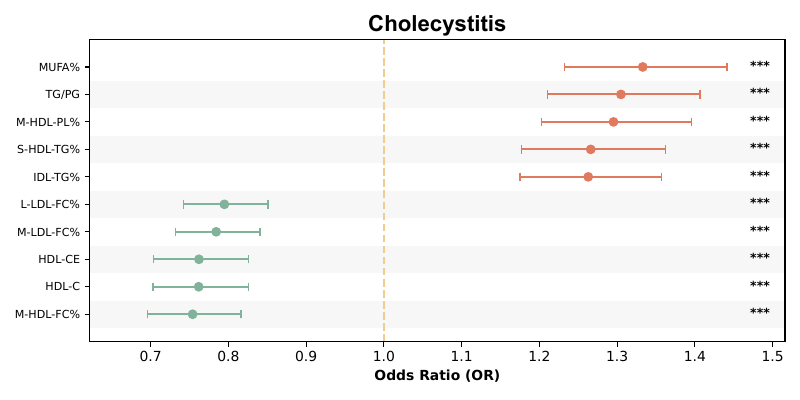 Cholecystitis
MUFA% ***
TG/PG ***
M-HDL-PL% ***
S-HDL-TG% ***
IDL-TG% ***
L-LDL-FC% ***
M-LDL-FC% ***
HDL-CE ***
HDL-C ***
M-HDL-FC% ***
0.7 0.8 0.9 1.0 1.1 1.2 1.3 1.4 1.5
Odds Ratio (OR)